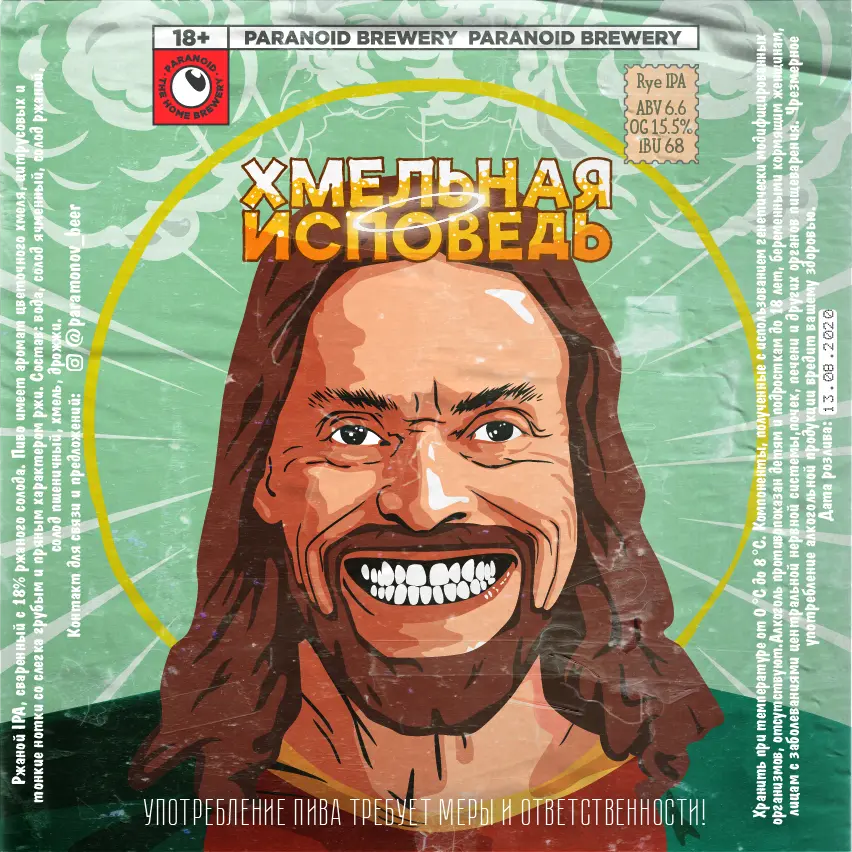 18+ PARANOID BREWERY PARANOID BREWERY
PARANOID
THE HOME BREWERY
Rye IPA
ABV 6.6
OG 15.5%
IBU 68
ХМЕЛЬНАЯ
ИСПОВЕДЬ
Ржаной IPA, сваренный с 18% ржаного солода. Пиво имеет аромат цветочного хмеля, цитрусовых и
тонкие нотки со слегка грубым и пряным характером ржи. Состав: вода, солод ячменный, солод ржаной,
солод пшеничный, хмель, дрожжи.
Контакт для связи и предложений: @paramonov_beer
Хранить при температуре от 0 °С до 8 °С. Компоненты, полученные с использованием генетически модифицированных
организмов, отсутствуют. Алкоголь противопоказан детям и подросткам до 18 лет, беременным и кормящим женщинам,
лицам с заболеваниями центральной нервной системы, почек, печени и других органов пищеварения. Чрезмерное
употребление алкогольной продукции вредит вашему здоровью.
Дата розлива: 13.08.2020
УПОТРЕБЛЕНИЕ ПИВА ТРЕБУЕТ МЕРЫ И ОТВЕТСТВЕННОСТИ!